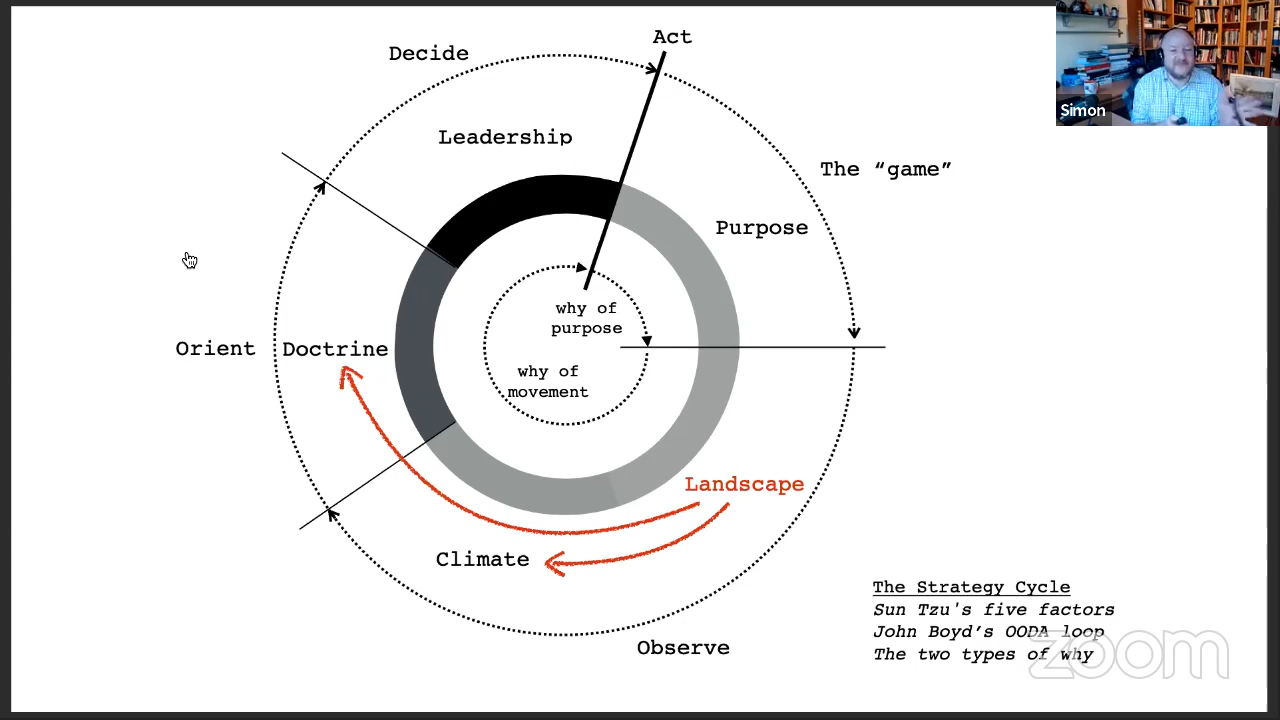 Act
Decide
Leadership
The “game”
Purpose
why of
purpose
Orient
Doctrine
why of
movement
Landscape
Climate
Observe
The Strategy Cycle
Sun Tzu's five factors
John Boyd’s OODA loop
The two types of why
zoom
Simon